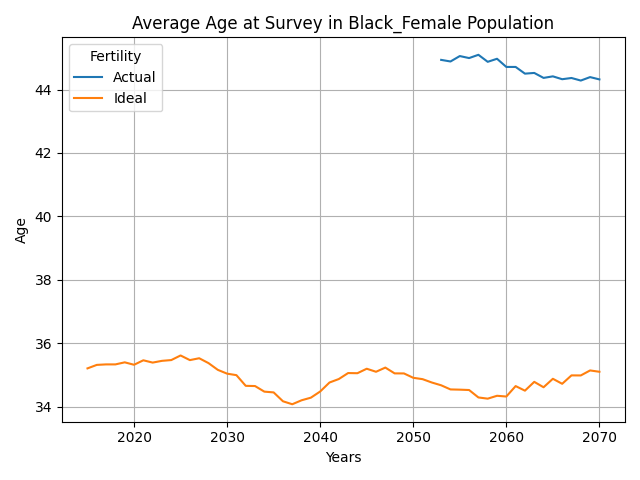 Average Age at Survey in Black_Female Population
Fertility
Actual
Ideal
Age
44
42
40
38
36
34
2020 2030 2040 2050 2060 2070
Years